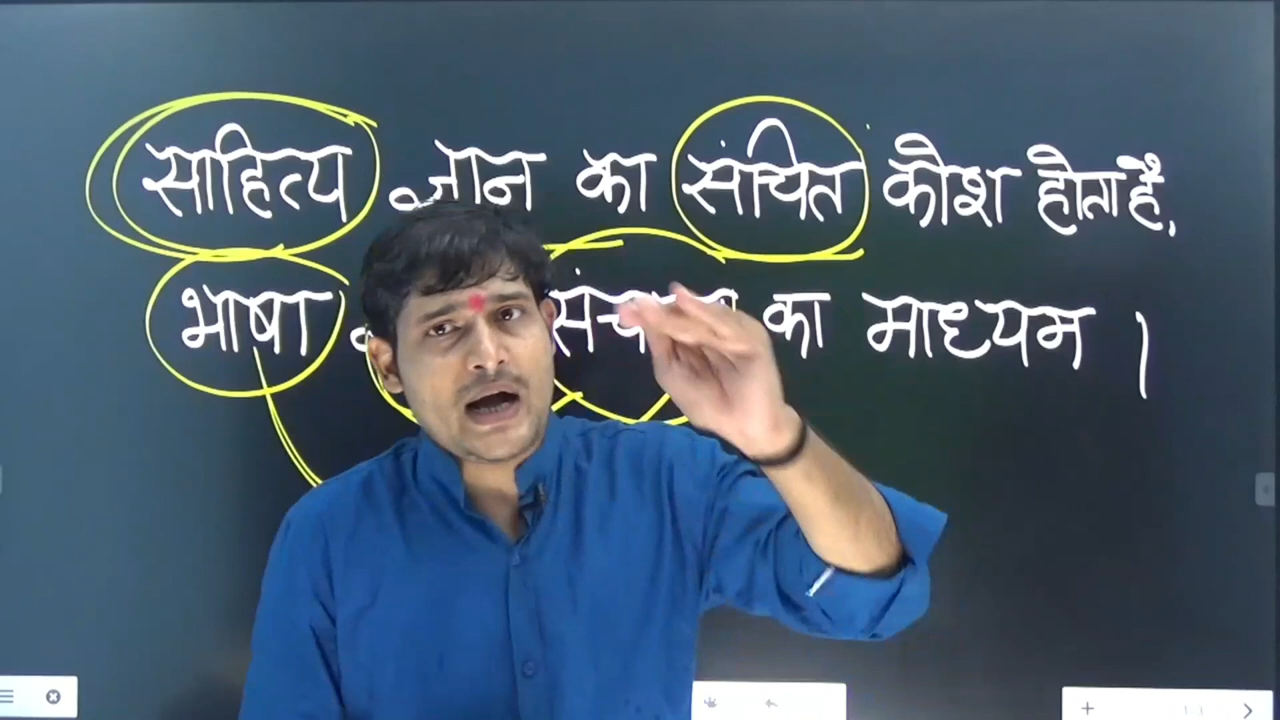 साहित्य ज्ञान का संचित कौश होता है,
भाषा का माध्यम ।